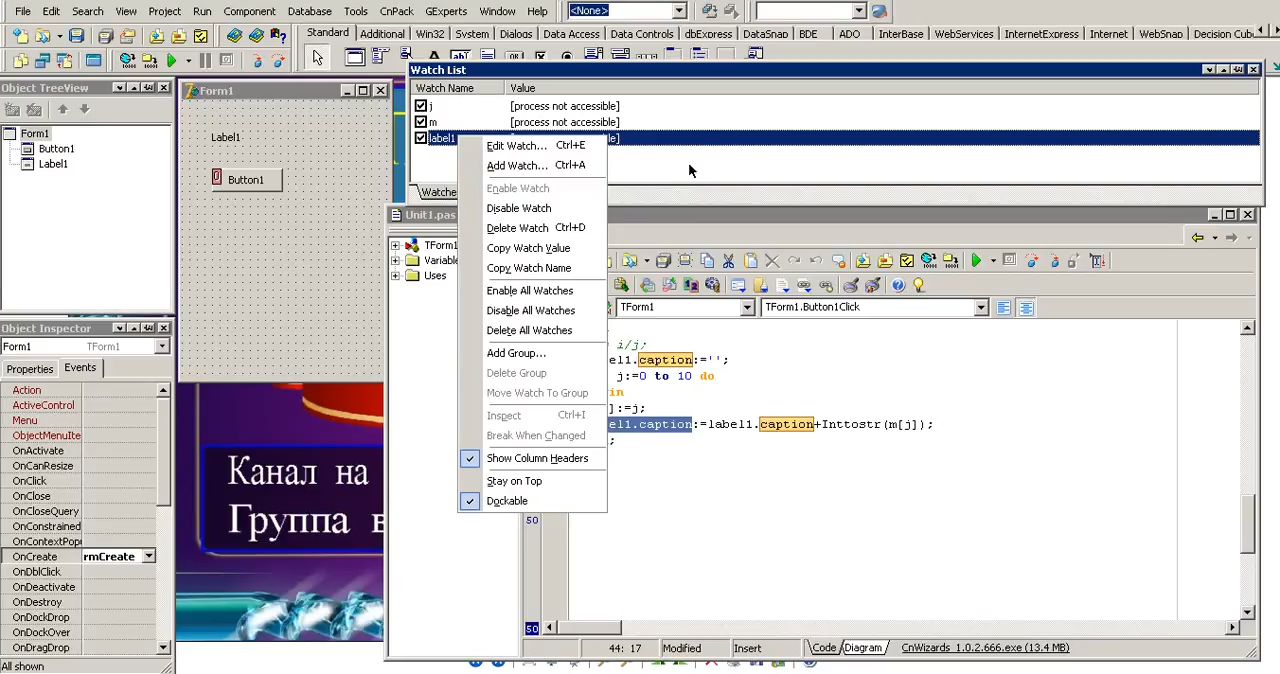 File Edit Search View Project Run Component Database Tools CnPack GExperts Window Help <None>
Standard Additional Win32 System Dialogs Data Access Data Controls dbExpress DataSnap BDE ADO InterBase WebServices InternetExpress Internet WebSnap Decision Cub
Object TreeView
Form1
Button1
Label1
Form1
Label1
Button1
Watch List
Watch Name Value
j [process not accessible]
m [process not accessible]
label1
Watche
Edit Watch... Ctrl+E
Add Watch... Ctrl+A
Enable Watch
Disable Watch
Delete Watch Ctrl+D
Copy Watch Value
Copy Watch Name
Enable All Watches
Disable All Watches
Delete All Watches
Add Group...
Delete Group
Move Watch To Group
Inspect Ctrl+I
Break When Changed
Show Column Headers
Stay on Top
Dockable
Unit1.pas
TForm1
Variable
Uses
TForm1 TForm1.Button1Click
i/j;
el1.caption:='';
j:=0 to 10 do
in
]:=j;
el1.caption:=label1.caption+Inttostr(m[j]);
;
50
50
44: 17 Modified Insert Code Diagram CnWizards_1.0.2.666.exe (13.4 MB)
Object Inspector
Form1 TForm1
Properties Events
Action
ActiveControl
Menu
ObjectMenuIte
OnActivate
OnCanResize
OnClick
OnClose
OnCloseQuery
OnConstrained
OnContextPop
OnCreate rmCreate
OnDblClick
OnDeactivate
OnDestroy
OnDockDrop
OnDockOver
OnDragDrop
All shown
Канал на
Группа в